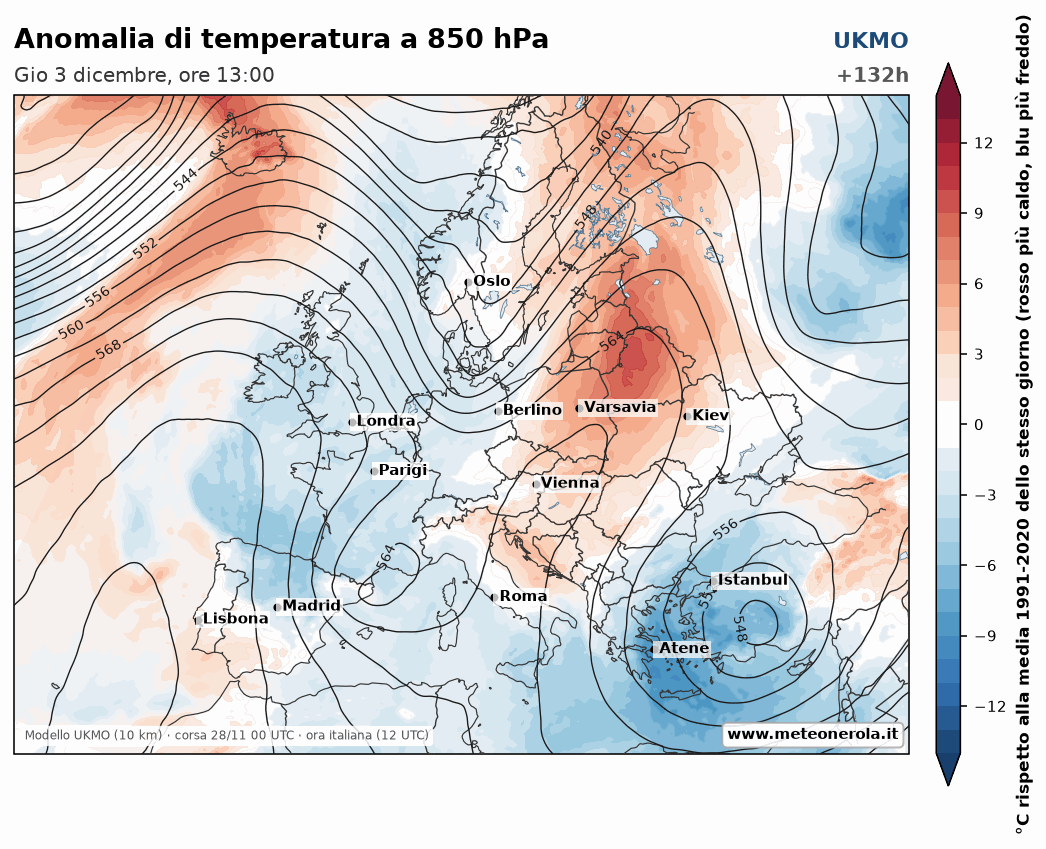 Anomalia di temperatura a 850 hPa
UKMO
Gio 3 dicembre, ore 13:00
+132h
540
544
548
552
556
560
568
564
Oslo
Berlino
Varsavia
Kiev
Londra
Parigi
Vienna
556
564
Istanbul
Roma
Madrid
Lisbona
548
Atene
Modello UKMO (10 km) · corsa 28/11 00 UTC · ora italiana (12 UTC)
www.meteonerola.it
12
9
6
3
0
−3
−6
−9
−12
°C rispetto alla media 1991-2020 dello stesso giorno (rosso più caldo, blu più freddo)